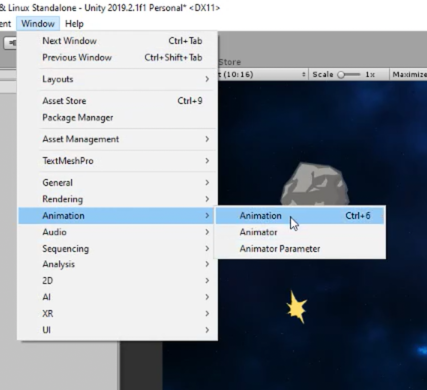 & Linux Standalone - Unity 2019.2.1f1 Personal* <DX11>
ent Window Help
Next Window Ctrl+Tab
Previous Window Ctrl+Shift+Tab
Store
Layouts >
t (10:16) Scale 1x Maximize
Asset Store Ctrl+9
Package Manager
Asset Management >
TextMeshPro >
General >
Rendering >
Animation > Animation Ctrl+6
Audio > Animator
Sequencing > Animator Parameter
Analysis >
2D >
AI >
XR >
UI >